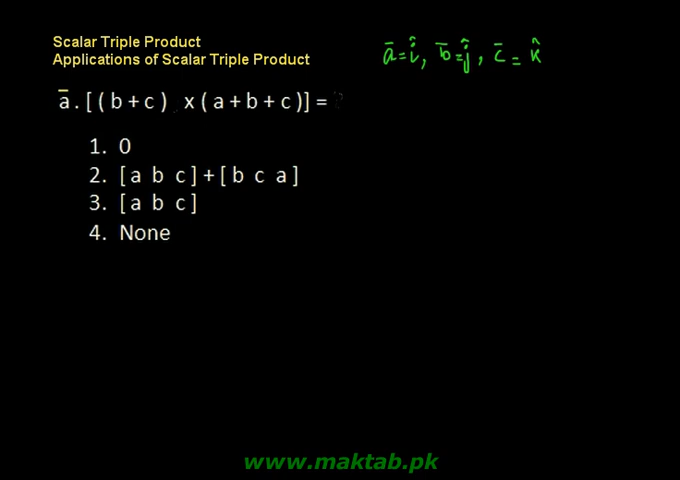 Scalar Triple Product
Applications of Scalar Triple Product
a̅ = î, b̅ = ĵ, c̅ = k̂
a̅ . [ ( b + c ) x ( a + b + c ) ] =
1. 0
2. [ a b c ] + [ b c a ]
3. [ a b c ]
4. None
www.maktab.pk